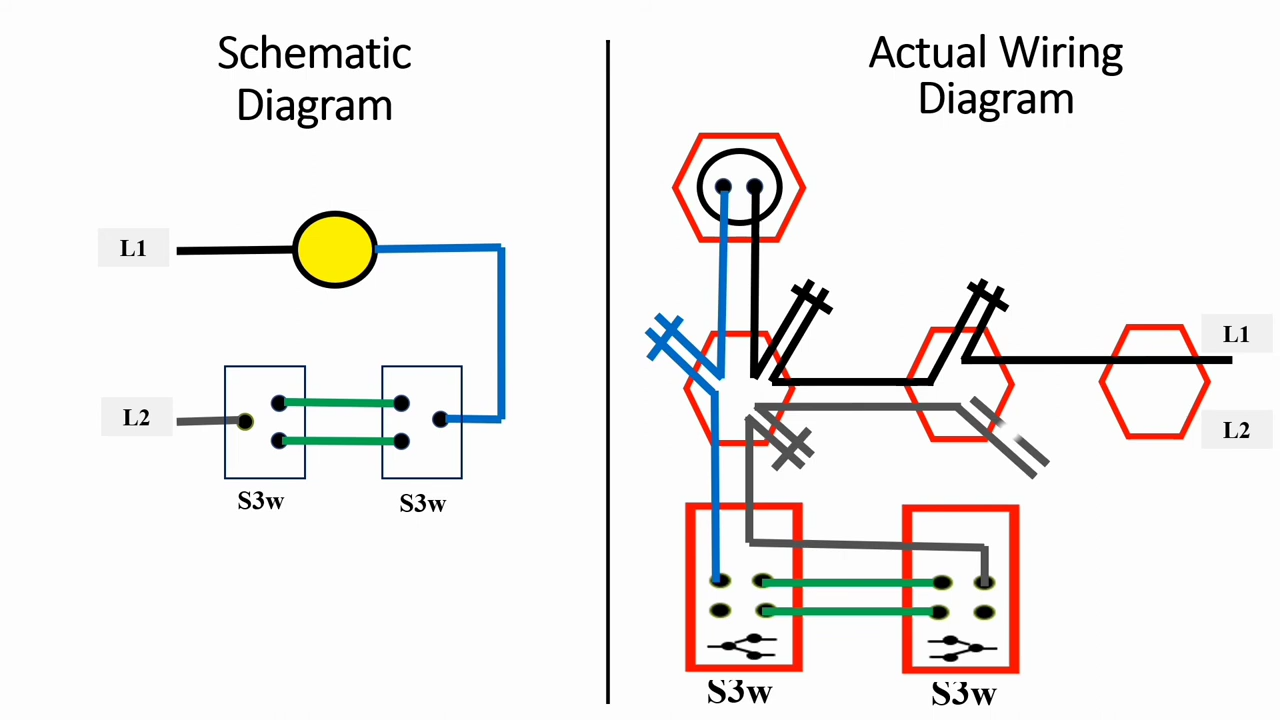 Schematic
Diagram
L1
L2
S3w
S3w
Actual Wiring
Diagram
L1
L2
S3w
S3w